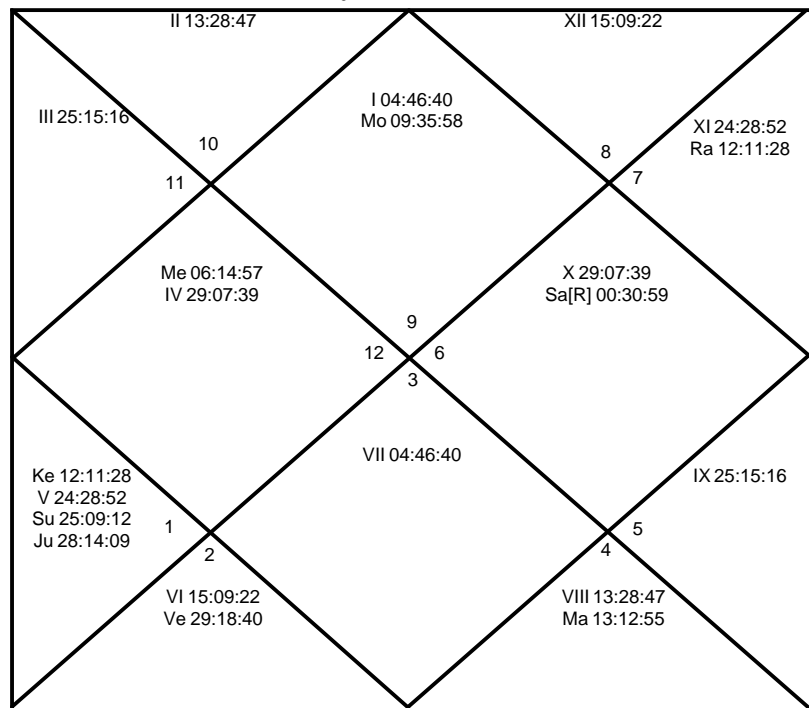 II 13:28:47
XII 15:09:22
I 04:46:40
Mo 09:35:58
III 25:15:16
XI 24:28:52
Ra 12:11:28
10
8
11
7
Me 06:14:57
IV 29:07:39
X 29:07:39
Sa[R] 00:30:59
9
12
6
3
VII 04:46:40
Ke 12:11:28
V 24:28:52
Su 25:09:12
Ju 28:14:09
IX 25:15:16
1
5
2
4
VI 15:09:22
Ve 29:18:40
VIII 13:28:47
Ma 13:12:55